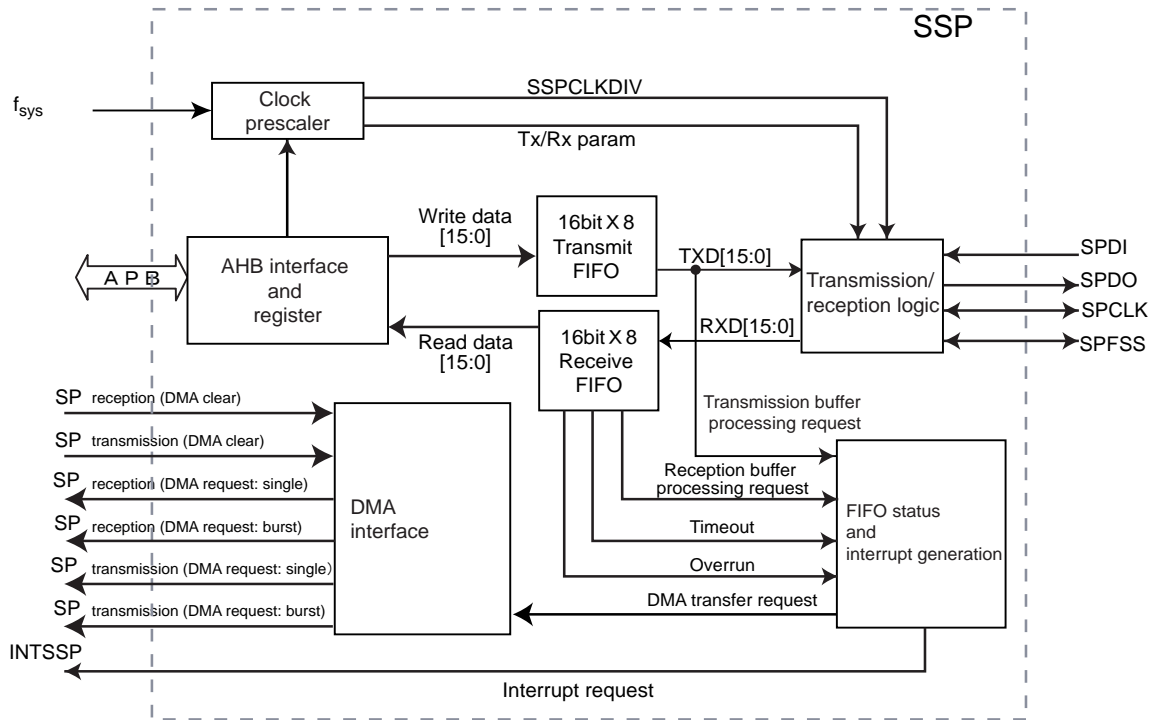 SSP
f_sys
Clock
prescaler
SSPCLKDIV
Tx/Rx param
APB
AHB interface
and
register
Write data
[15:0]
16bit X 8
Transmit
FIFO
TXD[15:0]
Transmission/
reception logic
SPDI
SPDO
SPCLK
SPFSS
Read data
[15:0]
16bit X 8
Receive
FIFO
RXD[15:0]
SP reception (DMA clear)
SP transmission (DMA clear)
SP reception (DMA request: single)
SP reception (DMA request: burst)
SP transmission (DMA request: single)
SP transmission (DMA request: burst)
INTSSP
DMA
interface
Transmission buffer
processing request
Reception buffer
processing request
Timeout
Overrun
DMA transfer request
FIFO status
and
interrupt generation
Interrupt request